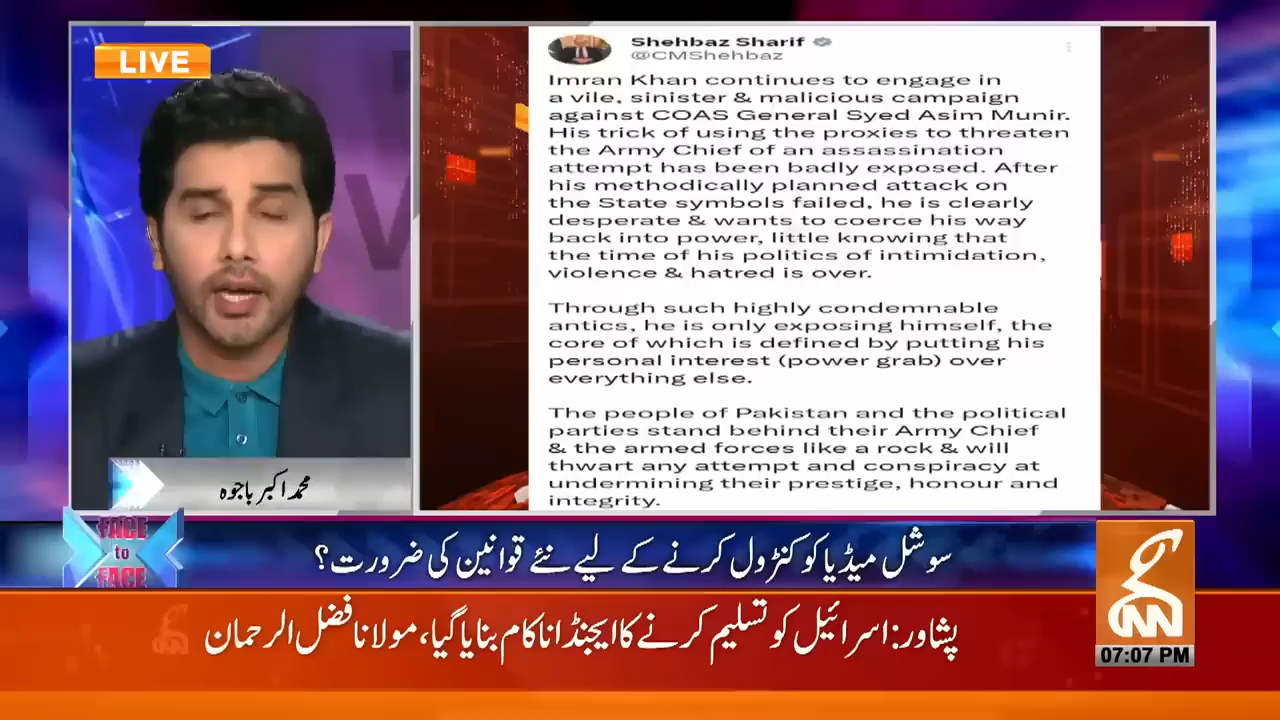 LIVE
Shehbaz Sharif
@CMShehbaz
Imran Khan continues to engage in
a vile, sinister & malicious campaign
against COAS General Syed Asim Munir.
His trick of using the proxies to threaten
the Army Chief of an assassination
attempt has been badly exposed. After
his methodically planned attack on
the State symbols failed, he is clearly
desperate & wants to coerce his way
back into power, little knowing that
the time of his politics of intimidation,
violence & hatred is over.
Through such highly condemnable
antics, he is only exposing himself, the
core of which is defined by putting his
personal interest (power grab) over
everything else.
The people of Pakistan and the political
parties stand behind their Army Chief
& the armed forces like a rock & will
thwart any attempt and conspiracy at
undermining their prestige, honour and
integrity.
محمد اکبر باجوہ
FACE
to
FACE
سوشل میڈیا کو کنٹرول کرنے کے لیے نئے قوانین کی ضرورت؟
پشاور: اسرائیل کو تسلیم کرنے کا ایجنڈا ناکام بنایا گیا، مولانا فضل الرحمان
GNN
07:07 PM